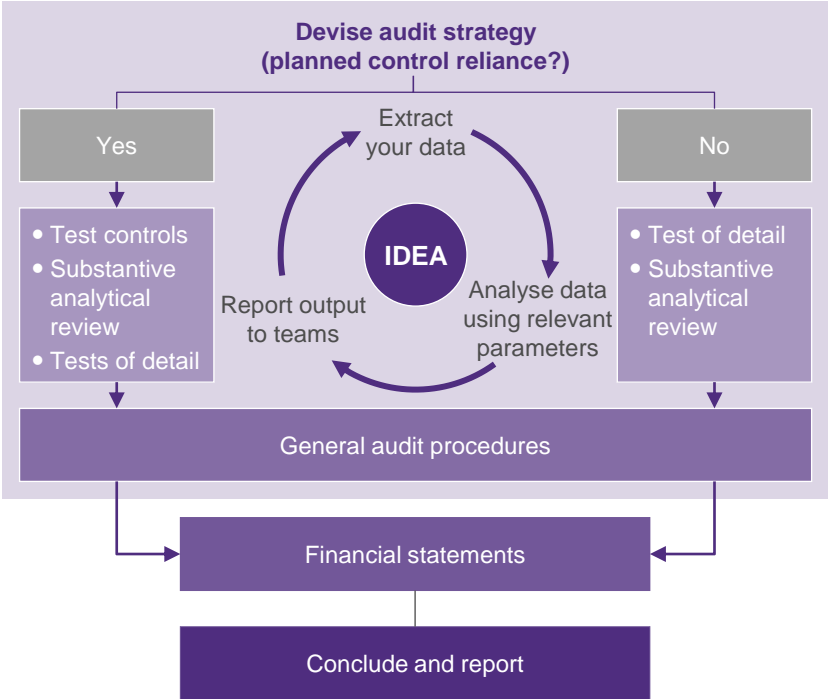 Devise audit strategy
(planned control reliance?)
Yes
Extract
your data
No
• Test controls
• Substantive
analytical
review
• Tests of detail
IDEA
Report output
to teams
Analyse data
using relevant
parameters
• Test of detail
• Substantive
analytical
review
General audit procedures
Financial statements
Conclude and report